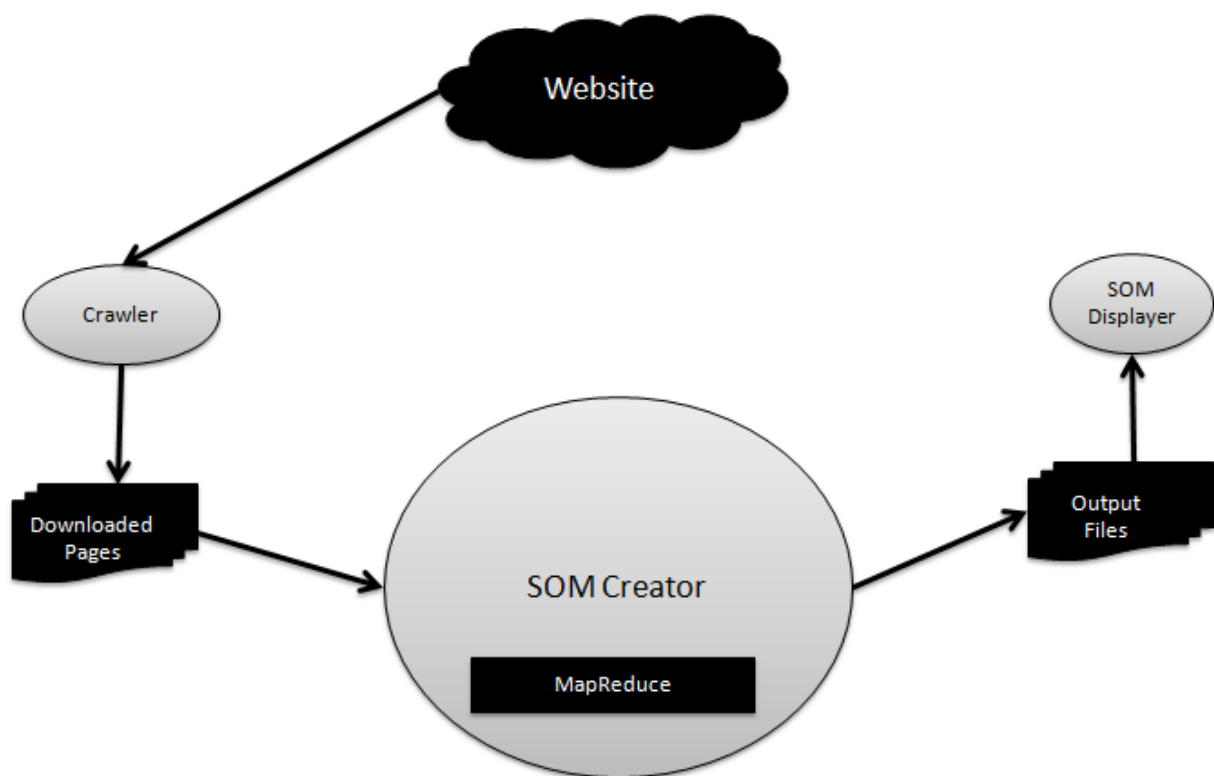 Website
Crawler
SOM
Displayer
Downloaded
Pages
Output
Files
SOM Creator
MapReduce